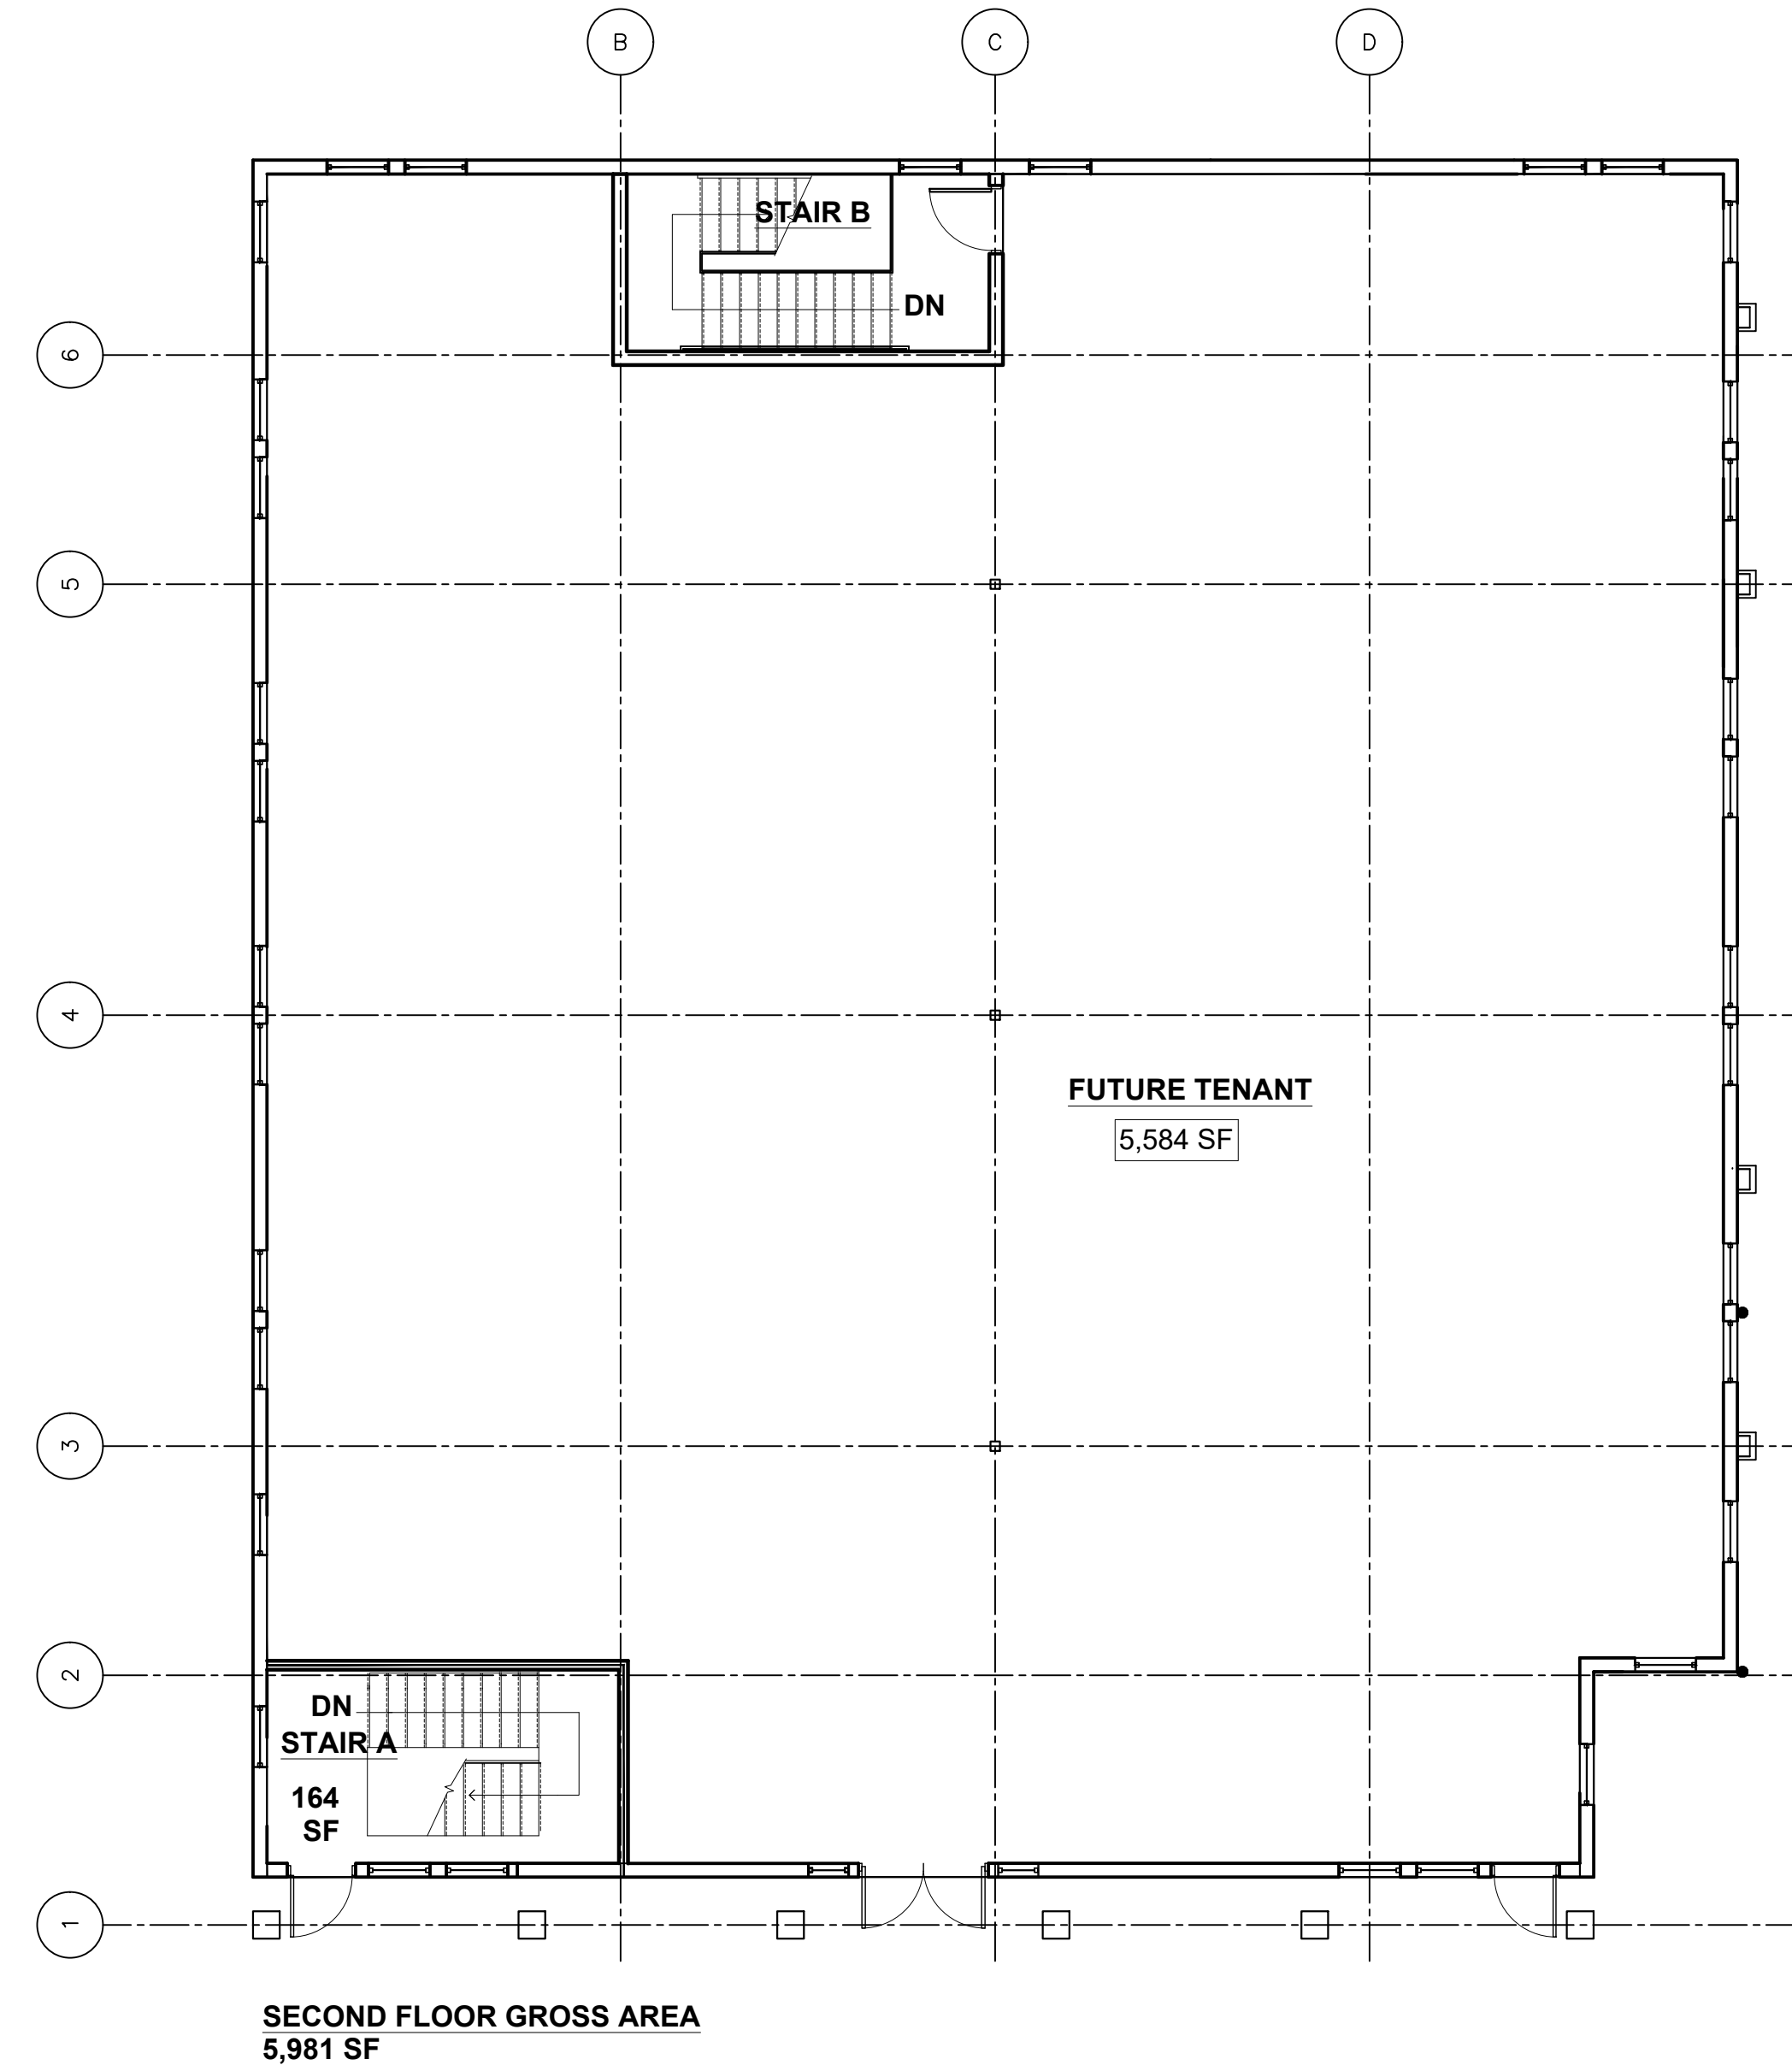 B
C
D
STAIR B
DN
6
5
4
FUTURE TENANT
5,584 SF
3
2
DN
STAIR A
164
SF
1
SECOND FLOOR GROSS AREA
5,981 SF